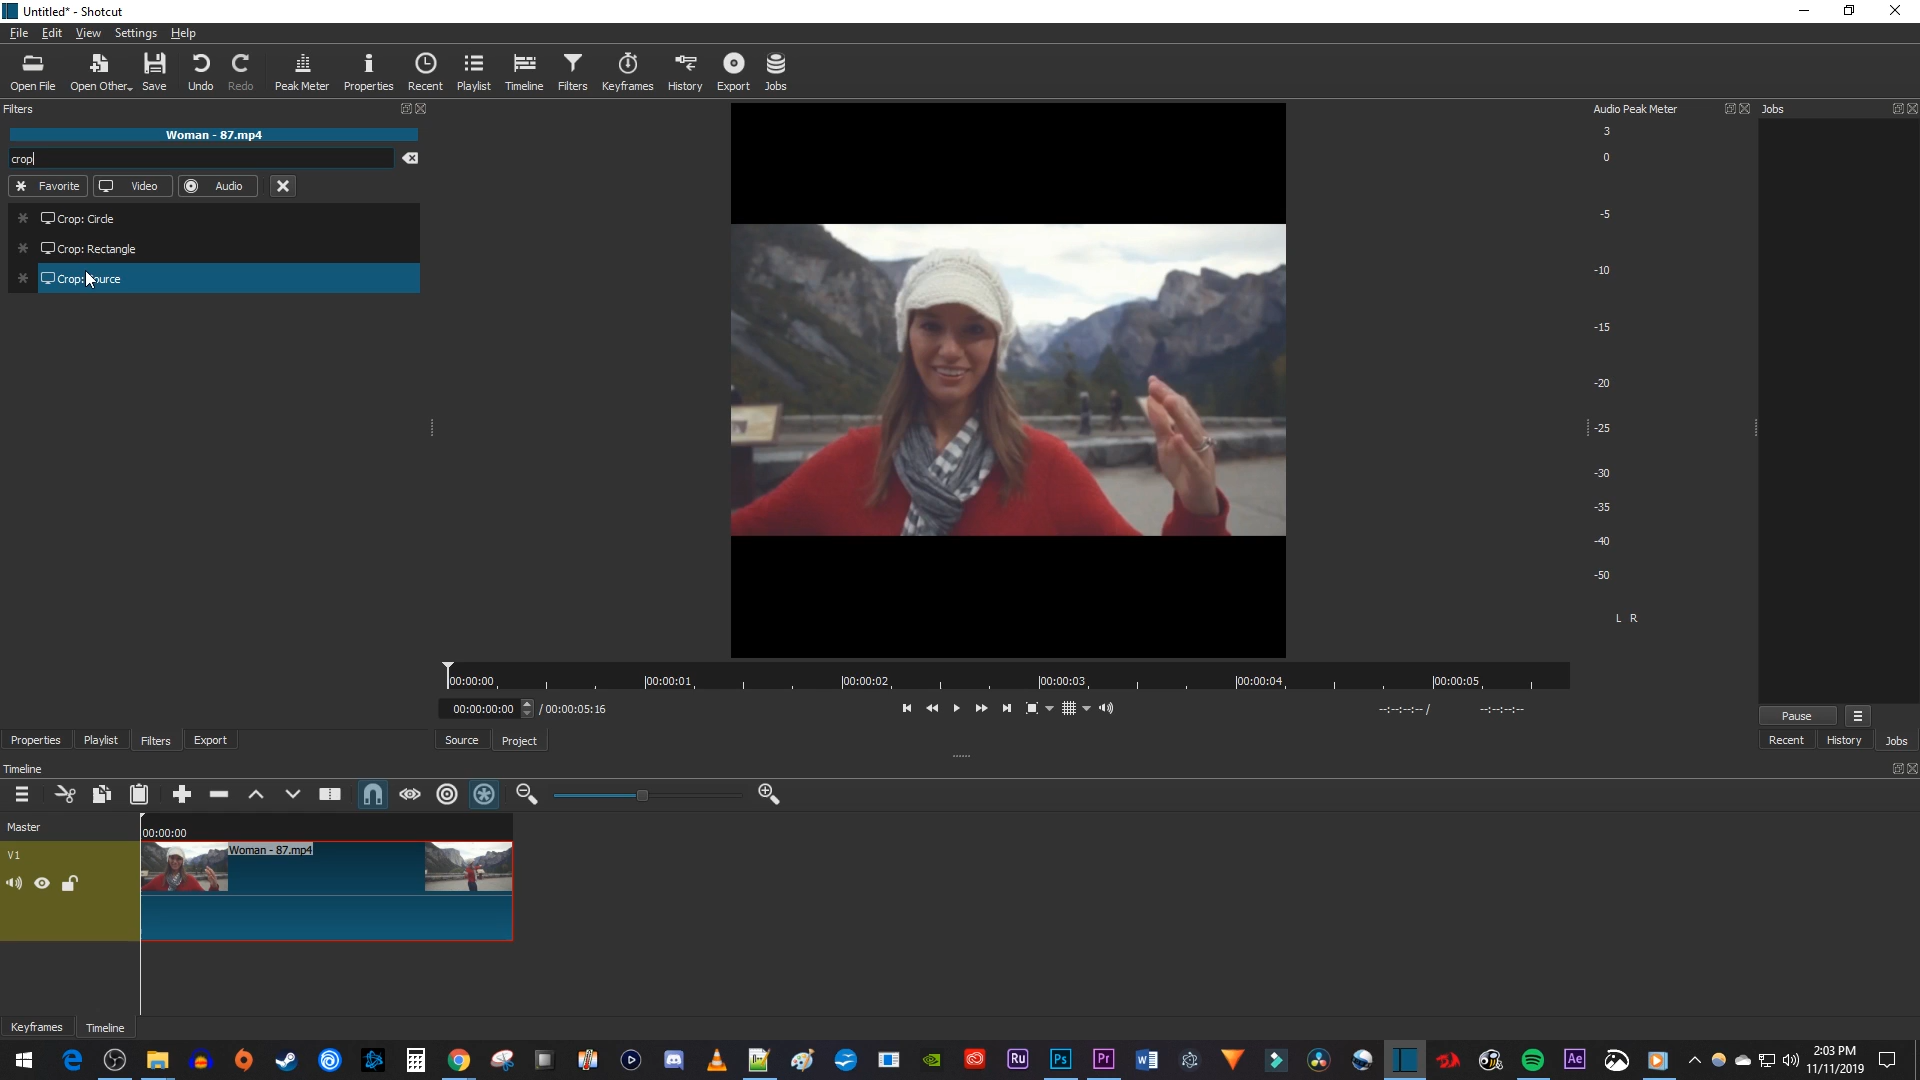 Untitled* - Shotcut
File Edit View Settings Help
Open File Open Other... Save Undo Redo Peak Meter Properties Recent Playlist Timeline Filters Keyframes History Export Jobs
Filters
Woman - 87.mp4
crop
Favorite Video Audio
Crop: Circle
Crop: Rectangle
Crop: ource
Audio Peak Meter
3
0
-5
-10
-15
-20
-25
-30
-35
-40
-50
L R
Jobs
Pause
Recent History Jobs
00:00:00 00:00:01 00:00:02 00:00:03 00:00:04 00:00:05
00:00:00:00 / 00:00:05:16 --:--:--:-- / --:--:--:--
Properties Playlist Filters Export
Source Project
Timeline
Master
00:00:00
V1
Woman - 87.mp4
Keyframes Timeline
Ru Ps Pr Ae
2:03 PM
11/11/2019